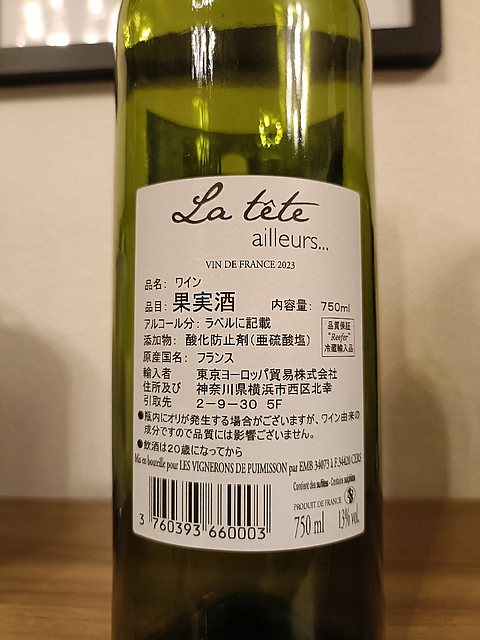 La tête
ailleurs...
VIN DE FRANCE 2023
品名: ワイン
品目: 果実酒 内容量: 750ml
アルコール分: ラベルに記載
添加物: 酸化防止剤(亜硫酸塩)
品質保証
"Reefer"
冷蔵輸入品
原産国名: フランス
輸入者 東京ヨーロッパ貿易株式会社
住所及び 神奈川県横浜市西区北幸
引取先 2-9-30 5F
●瓶内にオリが発生する場合がございますが、ワイン由来の
成分ですので品質には影響ございません。
●飲酒は20歳になってから
Mis en bouteille pour LES VIGNERONS DE PUIMISSON par EMB 34073 à F-34420 CERS
Contient des sulfites - Contains sulphites
PRODUIT DE FRANCE
750 ml 13% vol.
3 760393 660003